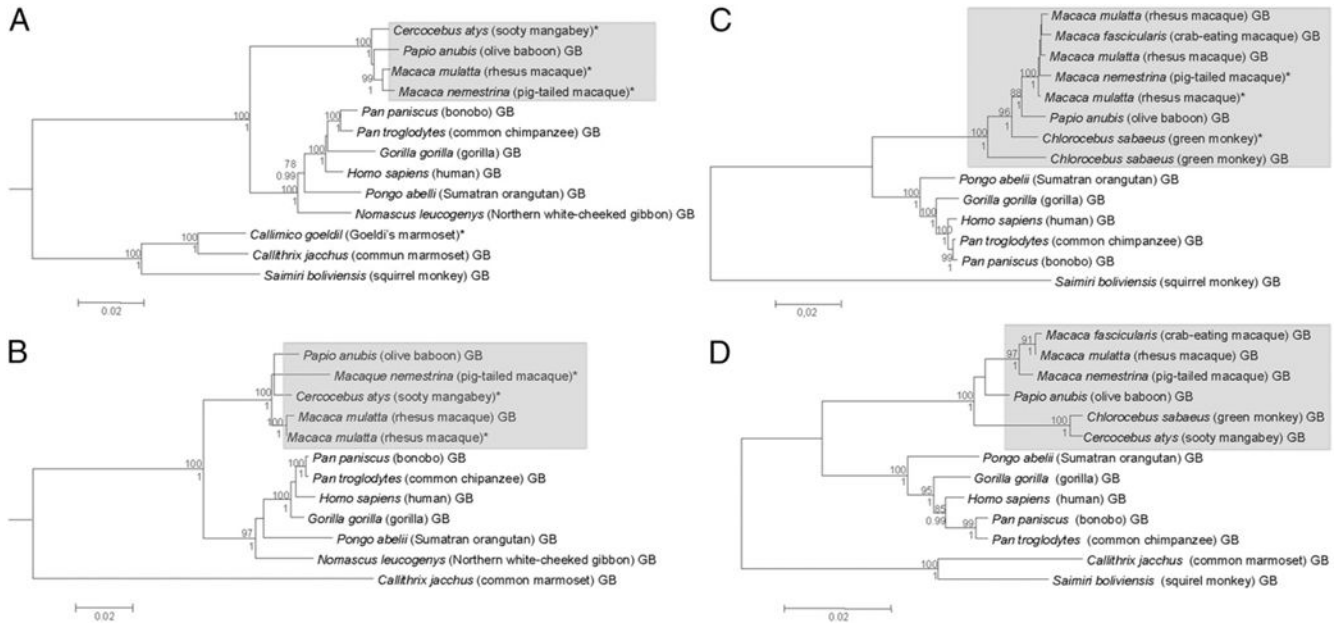 A
Cercocebus atys (sooty mangabey)*
100
1
Papio anubis (olive baboon) GB
Macaca mulatta (rhesus macaque)*
99
1
Macaca nemestrina (pig-tailed macaque)*
100
1
Pan paniscus (bonobo) GB
100
1
Pan troglodytes (common chimpanzee) GB
100
1
Gorilla gorilla (gorilla) GB
78
0.99
Homo sapiens (human) GB
100
1
Pongo abelli (Sumatran orangutan) GB
Nomascus leucogenys (Northern white-cheeked gibbon) GB
Callimico goeldil (Goeldi's marmoset)*
100
1
100
1
Callithrix jacchus (commun marmoset) GB
Saimiri boliviensis (squirrel monkey) GB
0.02
B
Papio anubis (olive baboon) GB
Macaque nemestrina (pig-tailed macaque)*
100
1
Cercocebus atys (sooty mangabey)*
Macaca mulatta (rhesus macaque) GB
100
1
Macaca mulatta (rhesus macaque)*
100
1
Pan paniscus (bonobo) GB
100
1
Pan troglodytes (common chipanzee) GB
Homo sapiens (human) GB
100
1
Gorilla gorilla (gorilla) GB
97
1
Pongo abelii (Sumatran orangutan) GB
Nomascus leucogenys (Northern white-cheeked gibbon) GB
Callithrix jacchus (common marmoset) GB
0.02
C
Macaca mulatta (rhesus macaque) GB
Macaca fascicularis (crab-eating macaque) GB
Macaca mulatta (rhesus macaque) GB
100
1
Macaca nemestrina (pig-tailed macaque)*
88
1
Macaca mulatta (rhesus macaque)*
96
1
Papio anubis (olive baboon) GB
100
1
Chlorocebus sabaeus (green monkey)*
Chlorocebus sabaeus (green monkey) GB
Pongo abelii (Sumatran orangutan) GB
100
1
Gorilla gorilla (gorilla) GB
100
1
Homo sapiens (human) GB
100
1
Pan troglodytes (common chimpanzee) GB
99
1
Pan paniscus (bonobo) GB
Saimiri boliviensis (squirrel monkey) GB
0,02
D
Macaca fascicularis (crab-eating macaque) GB
91
1
97
1
Macaca mulatta (rhesus macaque) GB
Macaca nemestrina (pig-tailed macaque) GB
Papio anubis (olive baboon) GB
Chlorocebus sabaeus (green monkey) GB
100
1
Cercocebus atys (sooty mangabey) GB
Pongo abelii (Sumatran orangutan) GB
100
1
Gorilla gorilla (gorilla) GB
95
1
Homo sapiens (human) GB
85
0.99
Pan paniscus (bonobo) GB
99
1
Pan troglodytes (common chimpanzee) GB
Callithrix jacchus (common marmoset) GB
100
1
Saimiri boliviensis (squirel monkey) GB
0.02